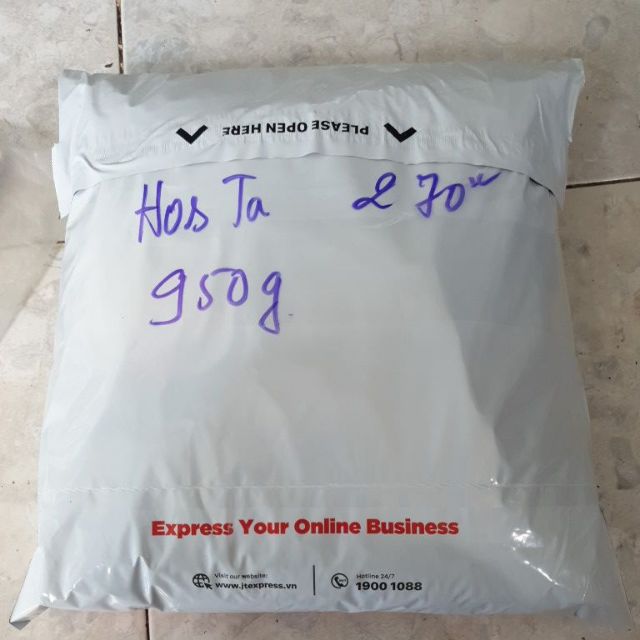 PLEASE OPEN HERE
Hos Ta 270K
950g
Express Your Online Business
Visit our website:
www.jtexpress.vn
Hotline 24/7
1900 1088